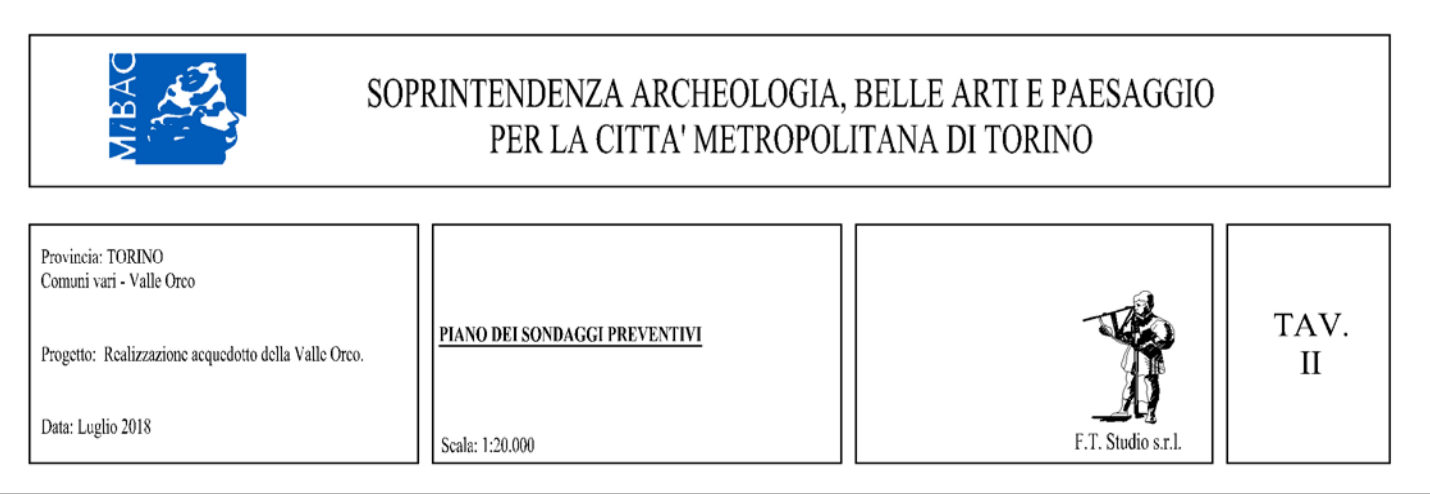 MiBAC
SOPRINTENDENZA ARCHEOLOGIA, BELLE ARTI E PAESAGGIO
PER LA CITTA' METROPOLITANA DI TORINO
Provincia: TORINO
Comuni vari - Valle Orco
Progetto: Realizzazione acquedotto della Valle Orco.
Data: Luglio 2018
PIANO DEI SONDAGGI PREVENTIVI
Scala: 1:20.000
F.T. Studio s.r.l.
TAV.
II